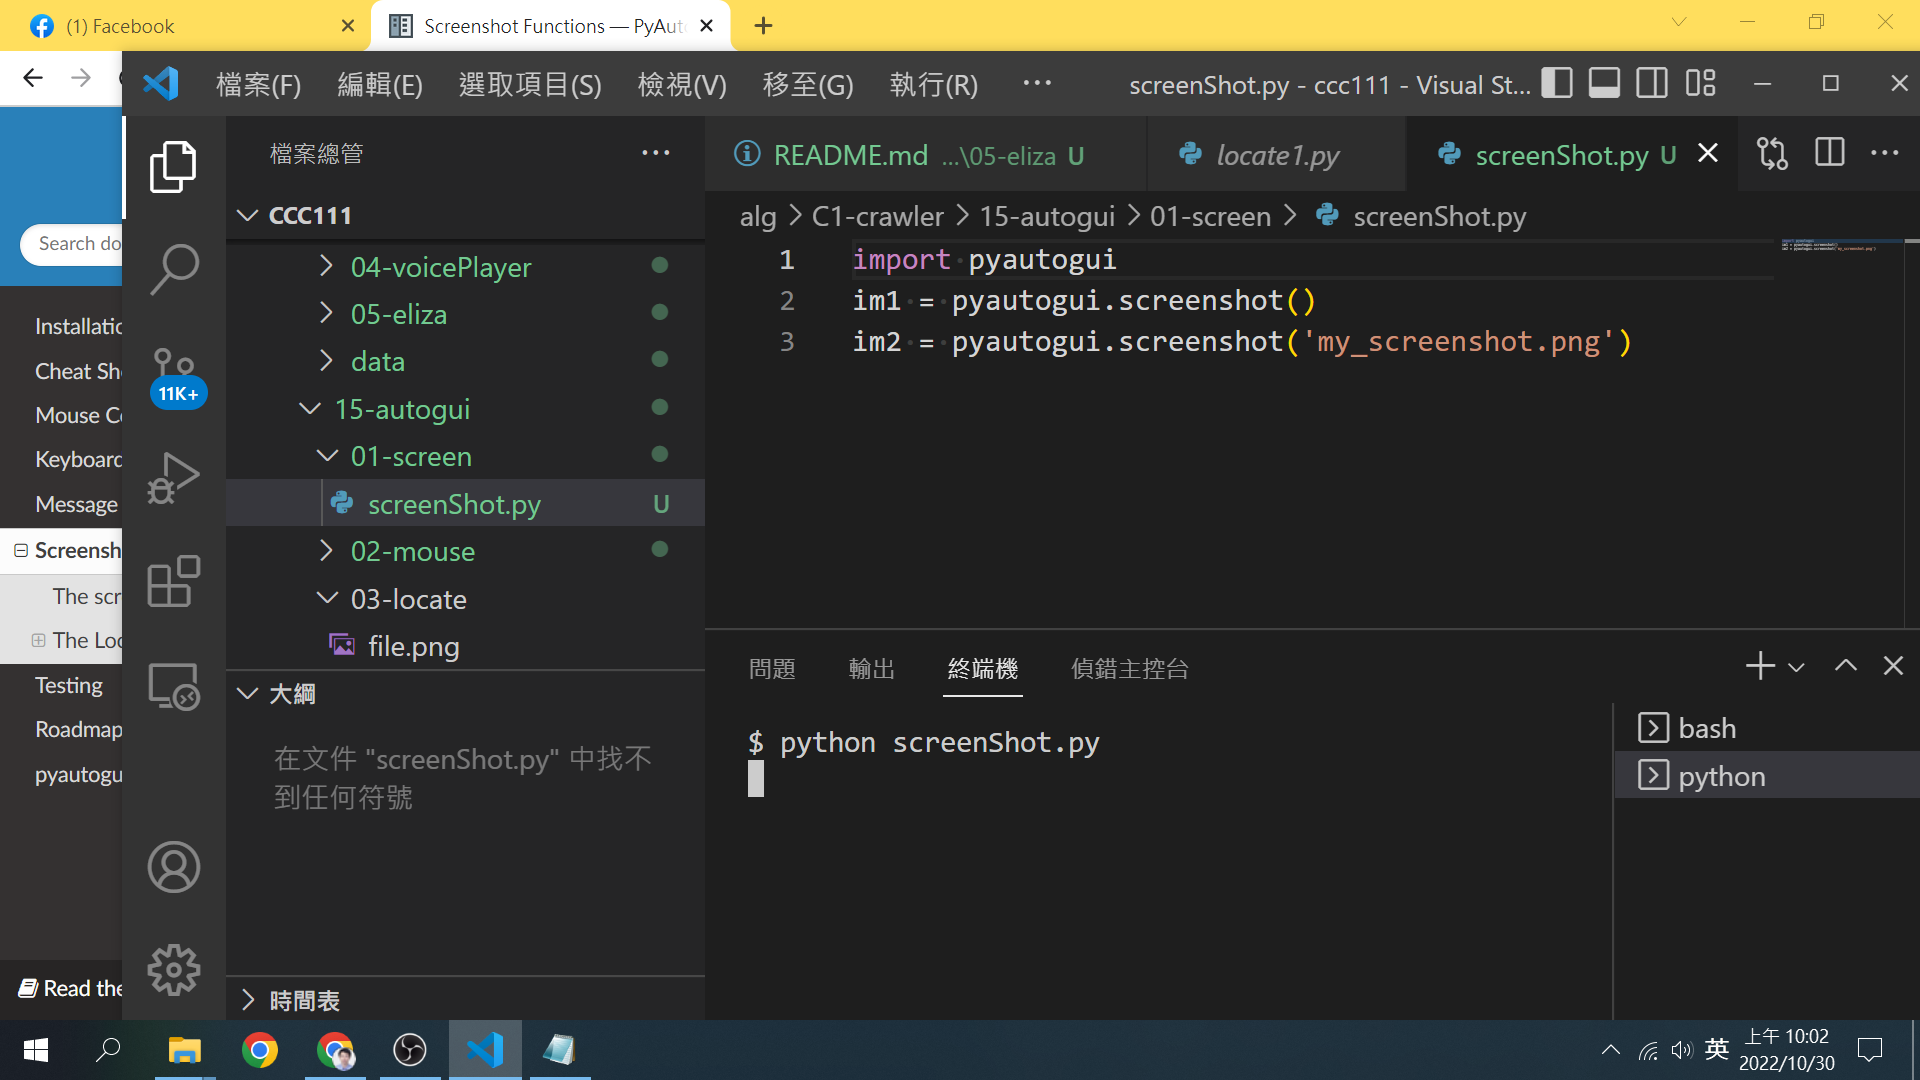 (1) Facebook
Screenshot Functions — PyAut
檔案(F) 編輯(E) 選取項目(S) 檢視(V) 移至(G) 執行(R) ···
screenShot.py - ccc111 - Visual St...
Search do
Installatio
Cheat She
Mouse Co
Keyboard
Message
Screensh
The scr
The Loc
Testing
Roadmap
pyautogu
Read the
11K+
檔案總管 ···
CCC111
04-voicePlayer
05-eliza
data
15-autogui
01-screen
screenShot.py U
02-mouse
03-locate
file.png
大綱
在文件 "screenShot.py" 中找不
到任何符號
時間表
README.md ...\05-eliza U
locate1.py
screenShot.py U
alg > C1-crawler > 15-autogui > 01-screen > screenShot.py
1 import pyautogui
2 im1 = pyautogui.screenshot()
3 im2 = pyautogui.screenshot('my_screenshot.png')
問題 輸出 終端機 偵錯主控台
$ python screenShot.py
bash
python
英
上午 10:02
2022/10/30